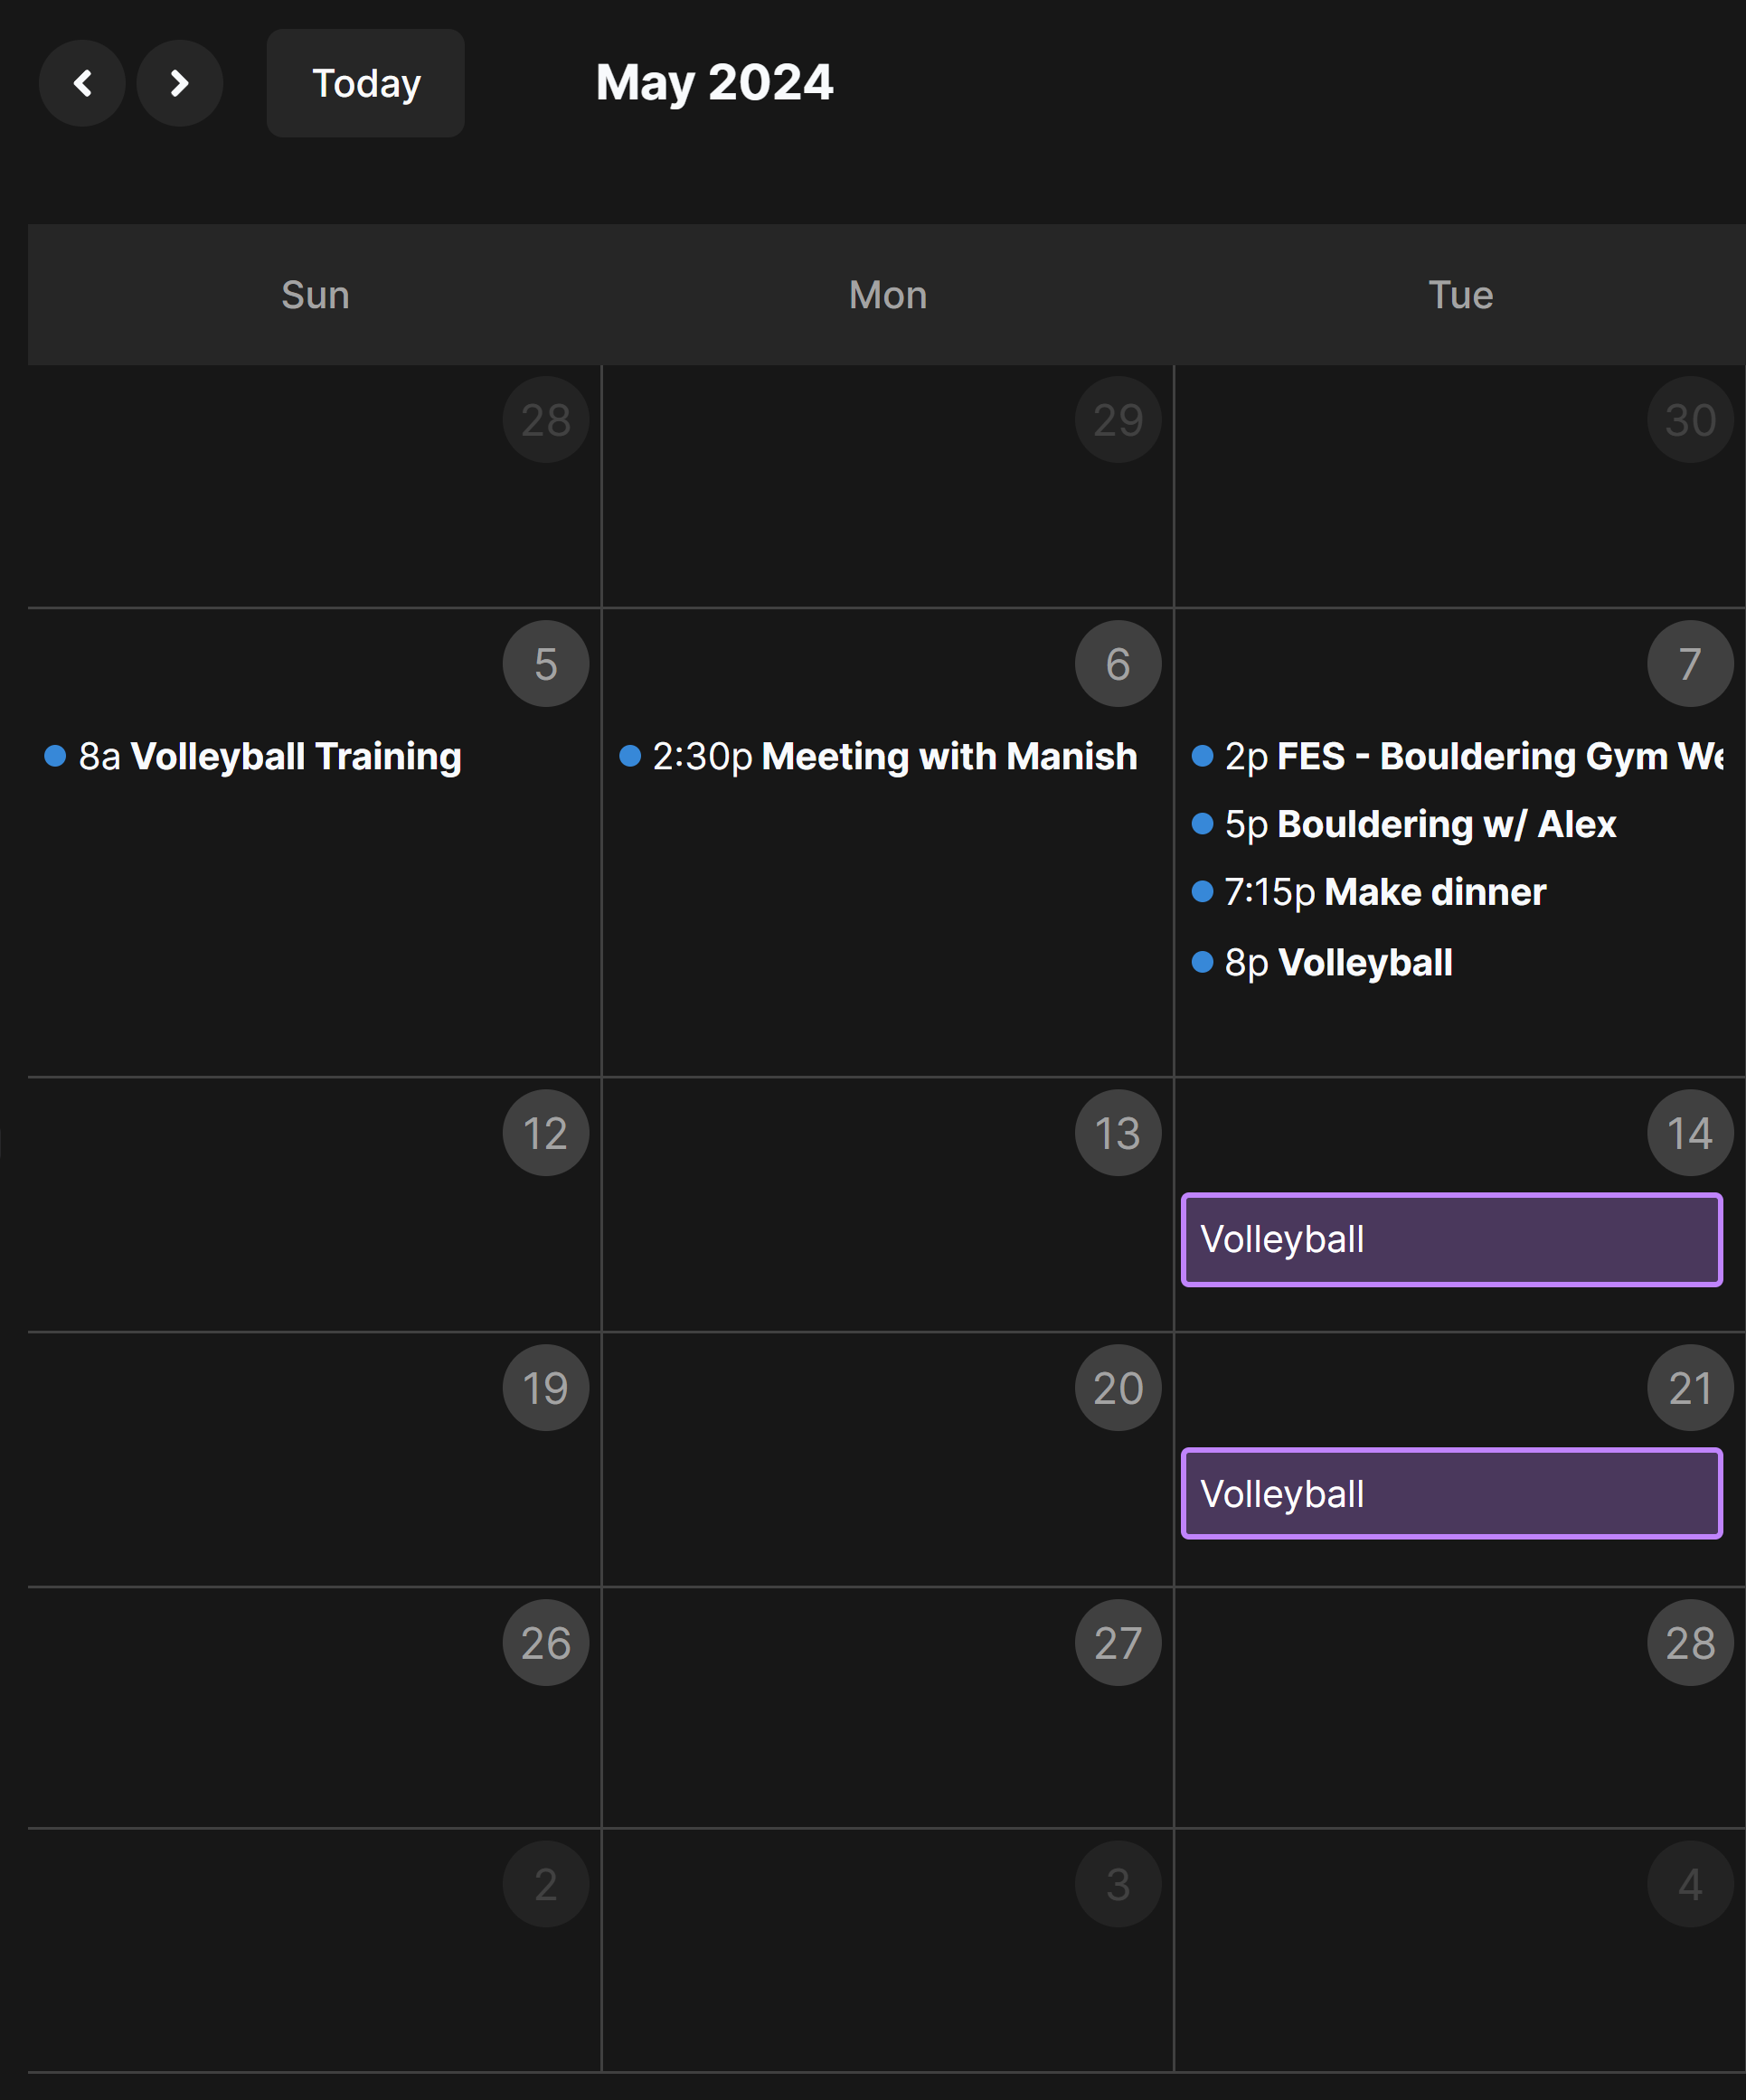 Today May 2024
Sun Mon Tue
28 29 30
5 6 7
8a Volleyball Training 2:30p Meeting with Manish 2p FES - Bouldering Gym
5p Bouldering w/ Alex
7:15p Make dinner
8p Volleyball
12 13 14
Volleyball
19 20 21
Volleyball
26 27 28
2 3 4